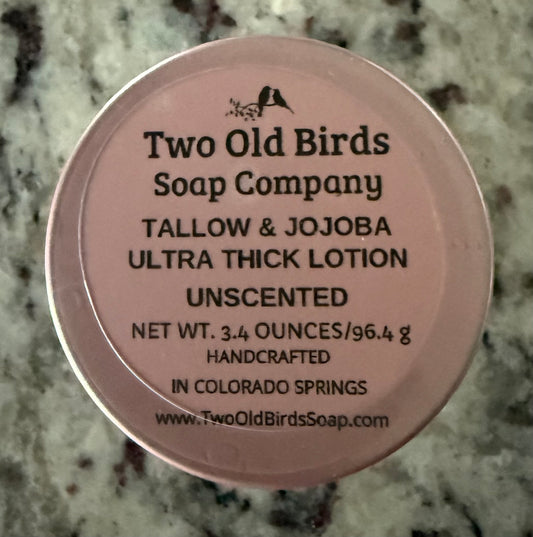 Two Old Birds
Soap Company
TALLOW & JOJOBA
ULTRA THICK LOTION
UNSCENTED
NET WT. 3.4 OUNCES/96.4 g
HANDCRAFTED
IN COLORADO SPRINGS
www.TwoOldBirdsSoap.com